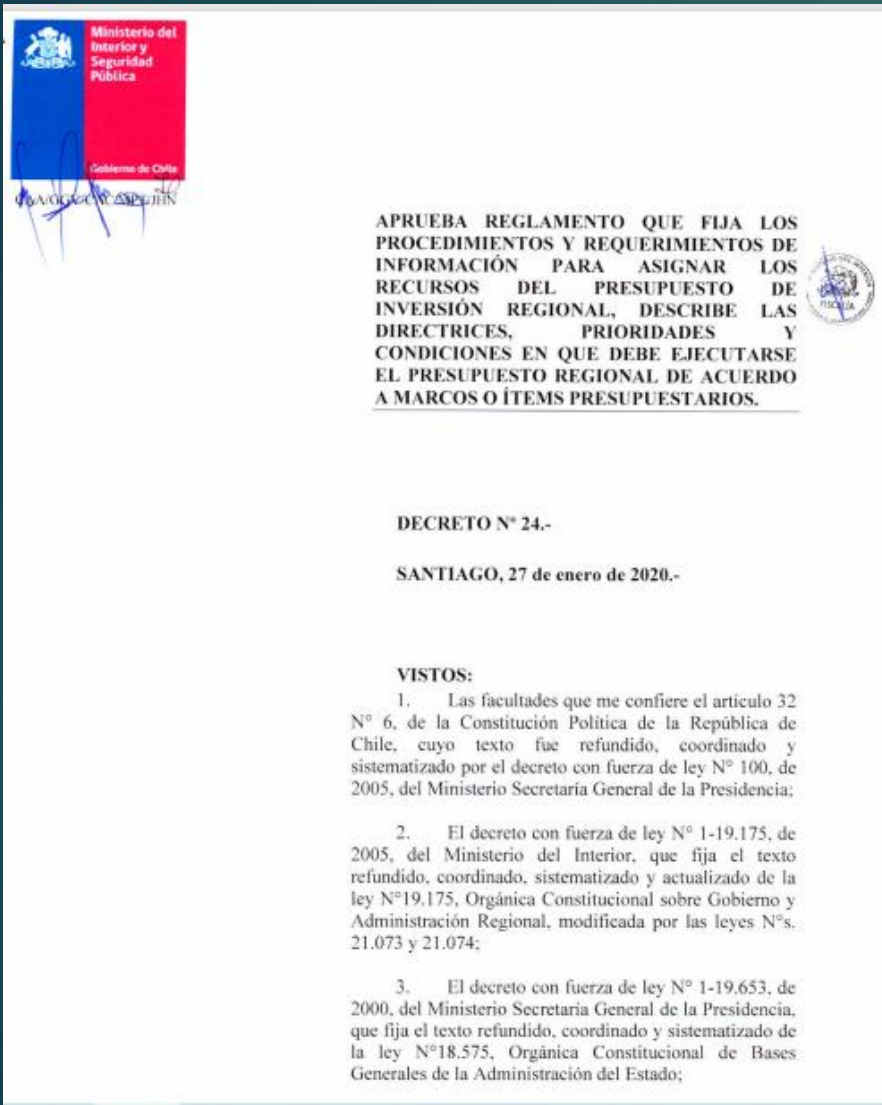 Ministerio del
Interior y
Seguridad
Pública
Gobierno de Chile
APRUEBA REGLAMENTO QUE FIJA LOS
PROCEDIMIENTOS Y REQUERIMIENTOS DE
INFORMACIÓN PARA ASIGNAR LOS
RECURSOS DEL PRESUPUESTO DE
INVERSIÓN REGIONAL, DESCRIBE LAS
DIRECTRICES, PRIORIDADES Y
CONDICIONES EN QUE DEBE EJECUTARSE
EL PRESUPUESTO REGIONAL DE ACUERDO
A MARCOS O ÍTEMS PRESUPUESTARIOS.
FISCALÍA
DECRETO Nº 24.-
SANTIAGO, 27 de enero de 2020.-
VISTOS:
1. Las facultades que me confiere el artículo 32
N° 6, de la Constitución Política de la República de
Chile, cuyo texto fue refundido, coordinado y
sistematizado por el decreto con fuerza de ley N° 100, de
2005, del Ministerio Secretaría General de la Presidencia;
2. El decreto con fuerza de ley N° 1-19.175, de
2005, del Ministerio del Interior, que fija el texto
refundido, coordinado, sistematizado y actualizado de la
ley N°19.175, Orgánica Constitucional sobre Gobierno y
Administración Regional, modificada por las leyes N°s.
21.073 y 21.074;
3. El decreto con fuerza de ley N° 1-19.653, de
2000, del Ministerio Secretaría General de la Presidencia,
que fija el texto refundido, coordinado y sistematizado de
la ley N°18.575, Orgánica Constitucional de Bases
Generales de la Administración del Estado;